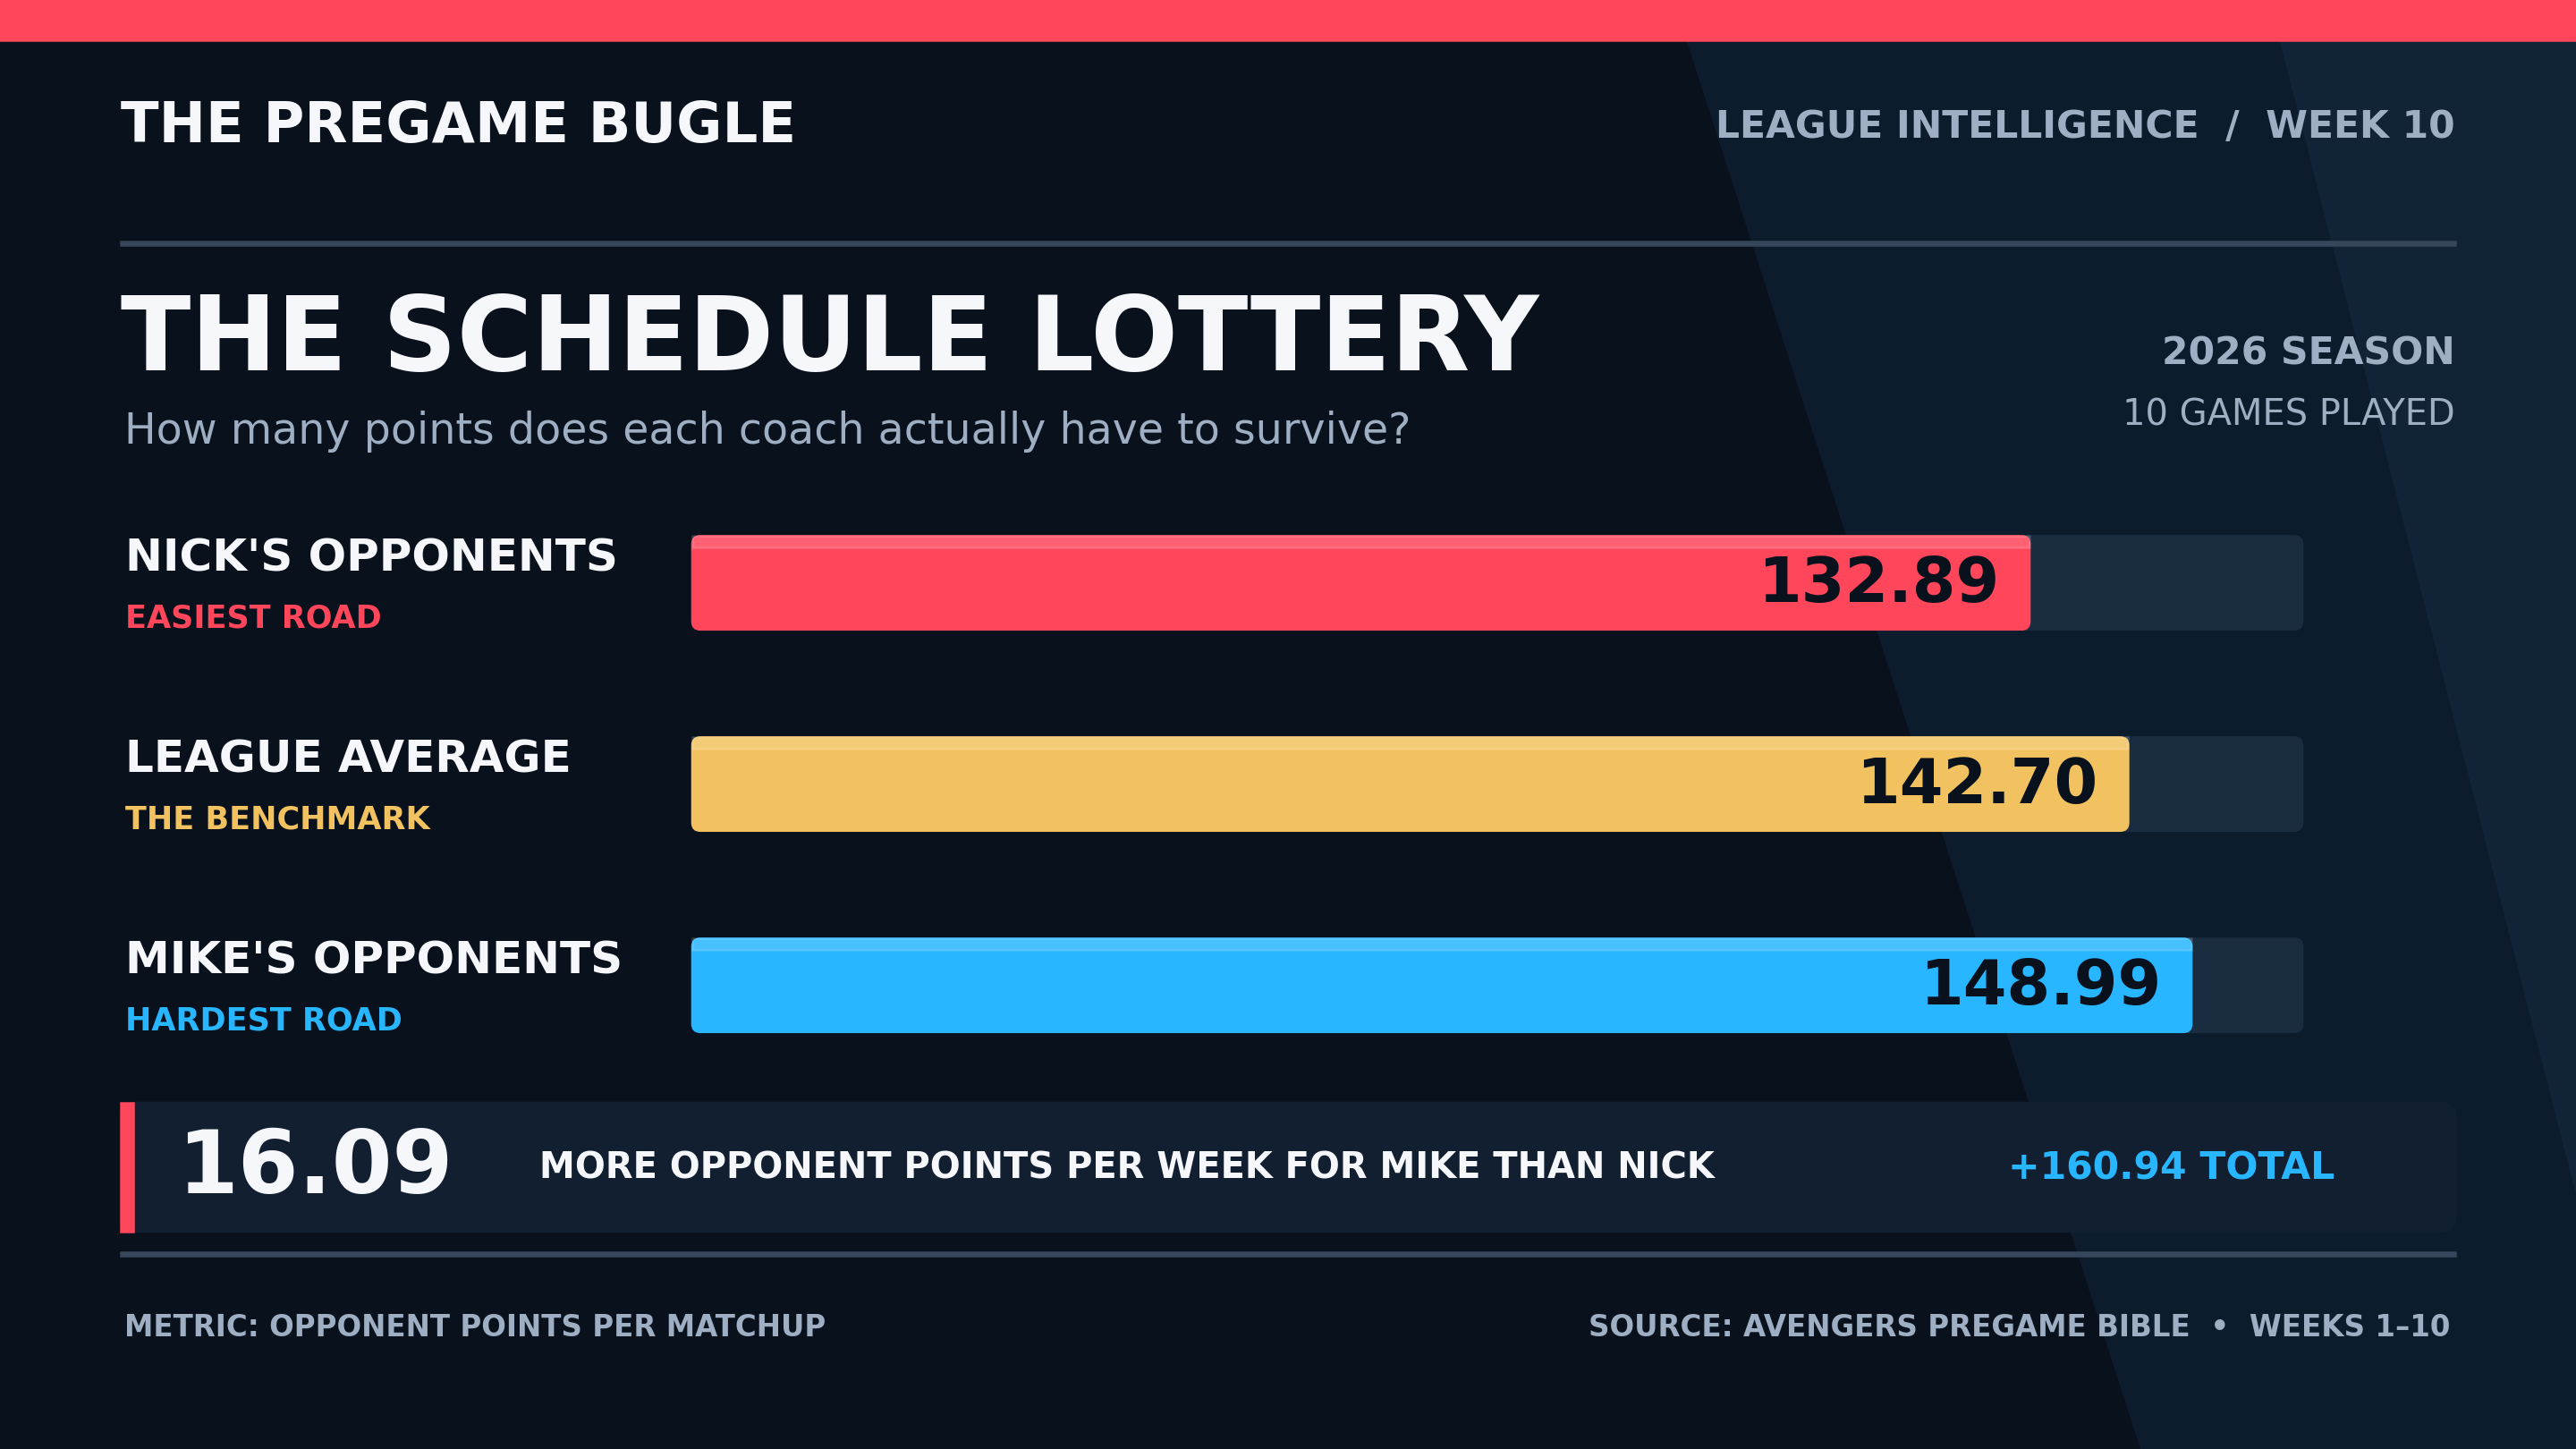 THE PREGAME BUGLE
LEAGUE INTELLIGENCE / WEEK 10
THE SCHEDULE LOTTERY
How many points does each coach actually have to survive?
2026 SEASON
10 GAMES PLAYED
NICK'S OPPONENTS
EASIEST ROAD
132.89
LEAGUE AVERAGE
THE BENCHMARK
142.70
MIKE'S OPPONENTS
HARDEST ROAD
148.99
16.09
MORE OPPONENT POINTS PER WEEK FOR MIKE THAN NICK
+160.94 TOTAL
METRIC: OPPONENT POINTS PER MATCHUP
SOURCE: AVENGERS PREGAME BIBLE • WEEKS 1–10